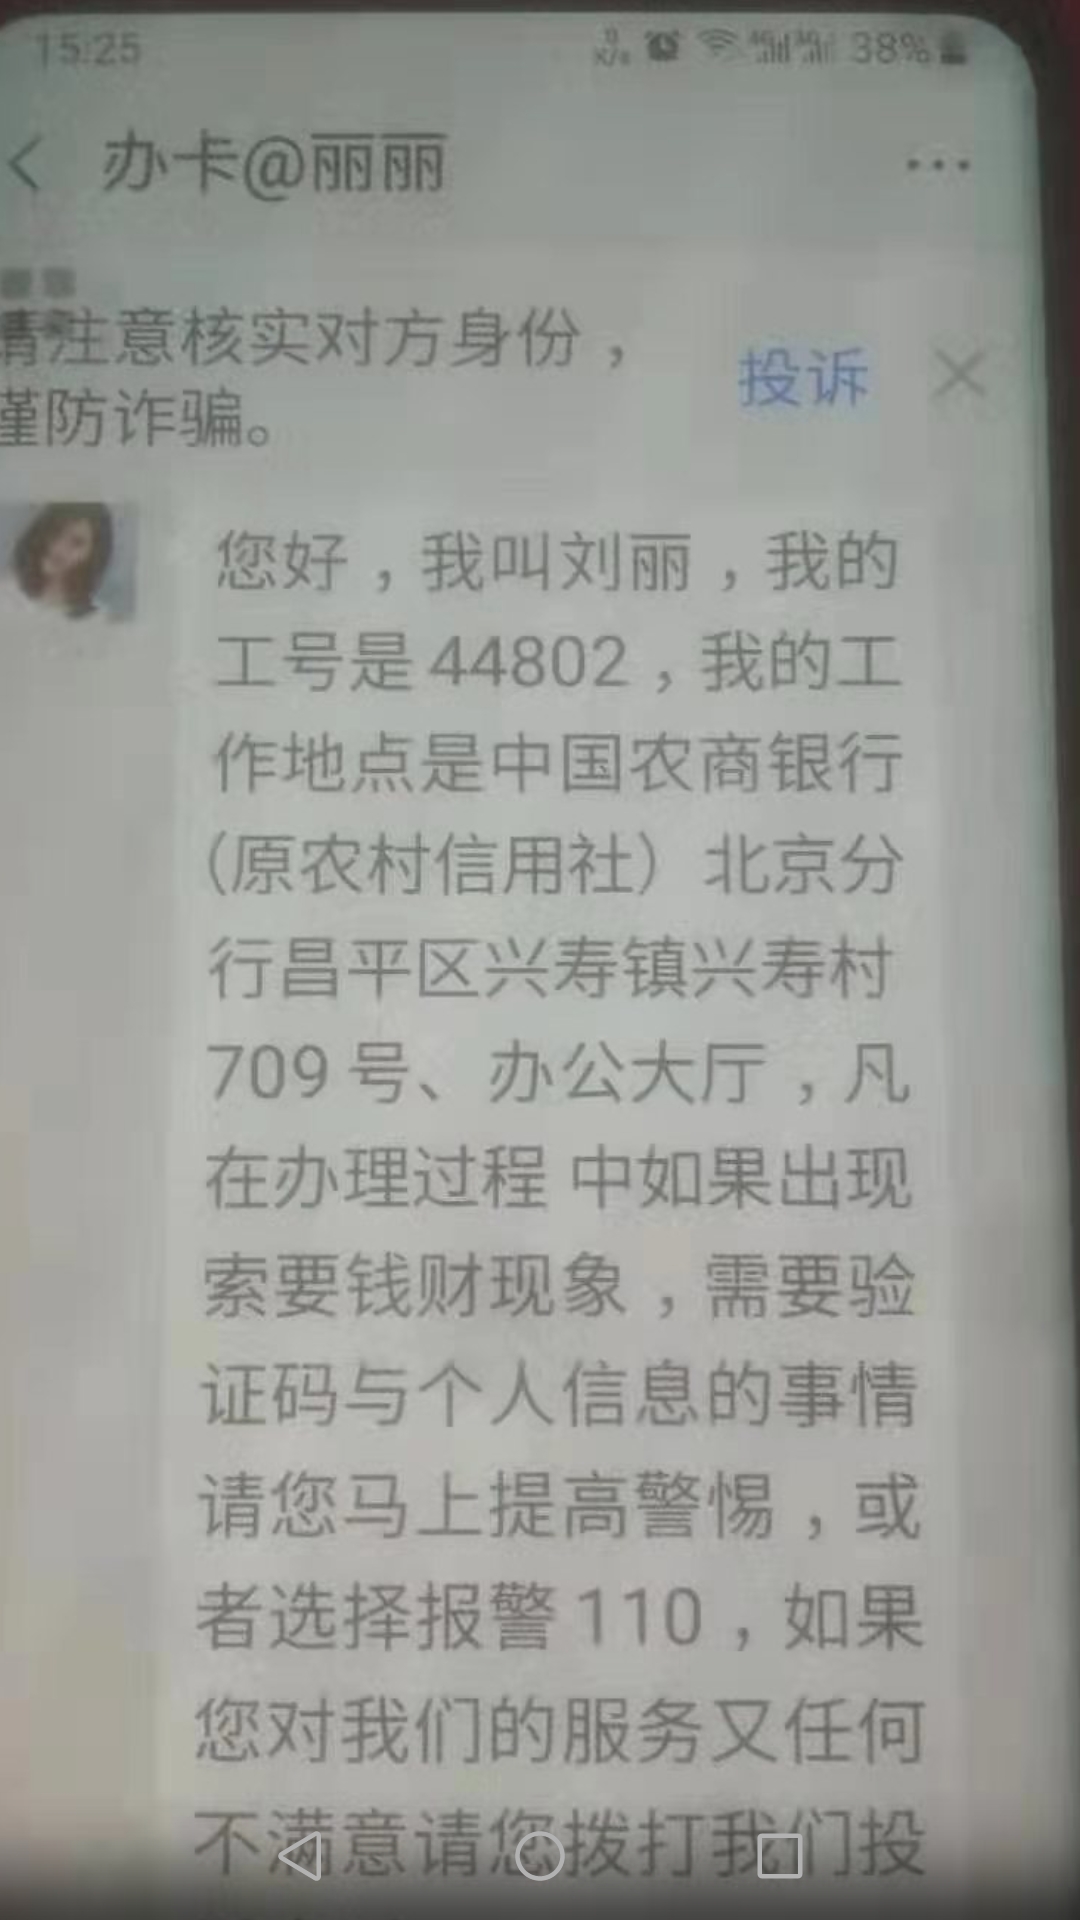 15:25
38%
办卡@丽丽
请注意核实对方身份，
谨防诈骗。
投诉
您好，我叫刘丽，我的
工号是44802，我的工
作地点是中国农商银行
（原农村信用社）北京分
行昌平区兴寿镇兴寿村
709号、办公大厅，凡
在办理过程 中如果出现
索要钱财现象，需要验
证码与个人信息的事情
请您马上提高警惕，或
者选择报警110，如果
您对我们的服务又任何
不满意请您拨打我们投